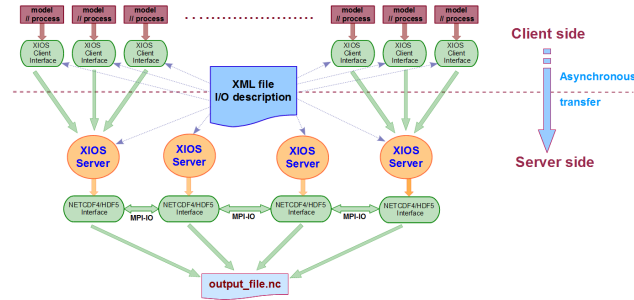 model
// process
model
// process
model
// process
model
// process
model
// process
model
// process
Client side
XIOS
Client
Interface
XIOS
Client
Interface
XIOS
Client
Interface
XIOS
Client
Interface
XIOS
Client
Interface
XIOS
Client
Interface
XML file
I/O description
Asynchronous
transfer
XIOS
Server
XIOS
Server
XIOS
Server
XIOS
Server
Server side
NETCDF4/HDF5
Interface
NETCDF4/HDF5
Interface
NETCDF4/HDF5
Interface
NETCDF4/HDF5
Interface
MPI-IO
MPI-IO
MPI-IO
output_file.nc